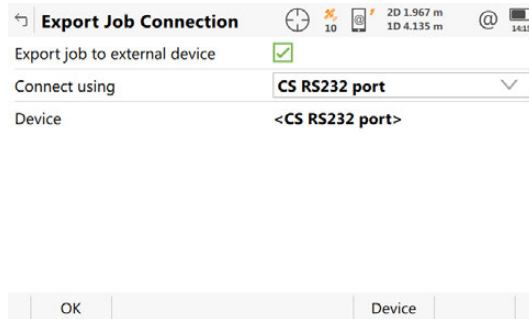 Export Job Connection
10
@
2D 1.967 m
1D 4.135 m
@
Export job to external device
Connect using
CS RS232 port
Device
<CS RS232 port>
OK
Device